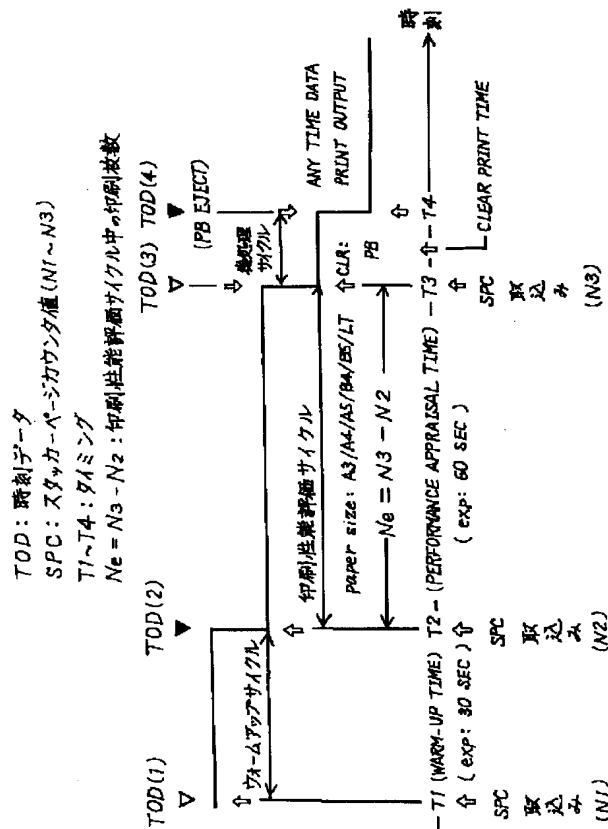 TOD：時刻データ
SPC：スタッカーページカウンタ値(N1～N3)
T1～T4：タイミング
Ne = N3 - N2：印刷性能評価サイクル中の印刷枚数
TOD(1)
TOD(2)
TOD(3)
TOD(4)
(PB EJECT)
ウォームアップサイクル
後処理
サイクル
印刷性能評価サイクル
CLR:
PB
ANY TIME DATA
PRINT OUTPUT
paper size: A3/A4/A5/B4/B5/LT
Ne = N3 - N2
T1 (WARM-UP TIME) T2 - (PERFORMANCE APPRAISAL TIME) - T3 - T4
時刻
( exp: 30 SEC )
( exp: 60 SEC )
CLEAR PRINT TIME
SPC
取
込
み
(N1)
SPC
取
込
み
(N2)
SPC
取
込
み
(N3)